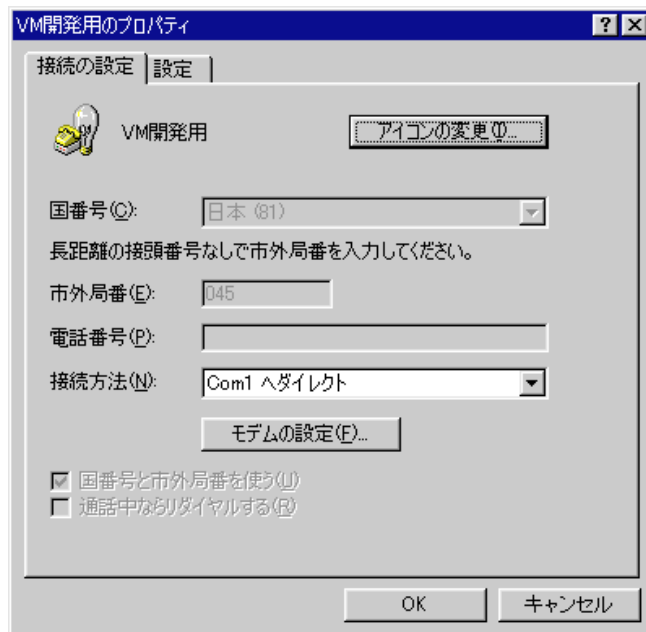 VM開発用のプロパティ
接続の設定 設定
VM開発用 アイコンの変更(I)...
国番号(C): 日本 (81)
長距離の接頭番号なしで市外局番を入力してください。
市外局番(E): 045
電話番号(P):
接続方法(N): Com1 へダイレクト
モデムの設定(F)...
国番号と市外局番を使う(U)
通話中ならリダイヤルする(R)
OK キャンセル